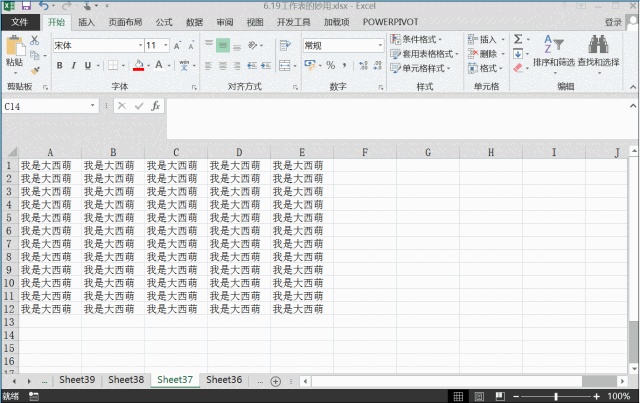 6.19工作表的妙用.xlsx - Excel
文件 开始 插入 页面布局 公式 数据 审阅 视图 开发工具 加载项 POWERPIVOT 登录
宋体 11 A A 常规 条件格式 插入 Σ
粘贴 套用表格格式 删除 排序和筛选 查找和选择
B I U A wén % , 单元格样式 格式
剪贴板 字体 对齐方式 数字 样式 单元格 编辑
C14 fx
A B C D E F G H I J
1 我是大西萌 我是大西萌 我是大西萌 我是大西萌 我是大西萌
2 我是大西萌 我是大西萌 我是大西萌 我是大西萌 我是大西萌
3 我是大西萌 我是大西萌 我是大西萌 我是大西萌 我是大西萌
4 我是大西萌 我是大西萌 我是大西萌 我是大西萌 我是大西萌
5 我是大西萌 我是大西萌 我是大西萌 我是大西萌 我是大西萌
6 我是大西萌 我是大西萌 我是大西萌 我是大西萌 我是大西萌
7 我是大西萌 我是大西萌 我是大西萌 我是大西萌 我是大西萌
8 我是大西萌 我是大西萌 我是大西萌 我是大西萌 我是大西萌
9 我是大西萌 我是大西萌 我是大西萌 我是大西萌 我是大西萌
10 我是大西萌 我是大西萌 我是大西萌 我是大西萌 我是大西萌
11 我是大西萌 我是大西萌 我是大西萌 我是大西萌 我是大西萌
12 我是大西萌 我是大西萌 我是大西萌 我是大西萌 我是大西萌
13
14
15
16
17
... Sheet39 Sheet38 Sheet37 Sheet36 ...
就绪 100%